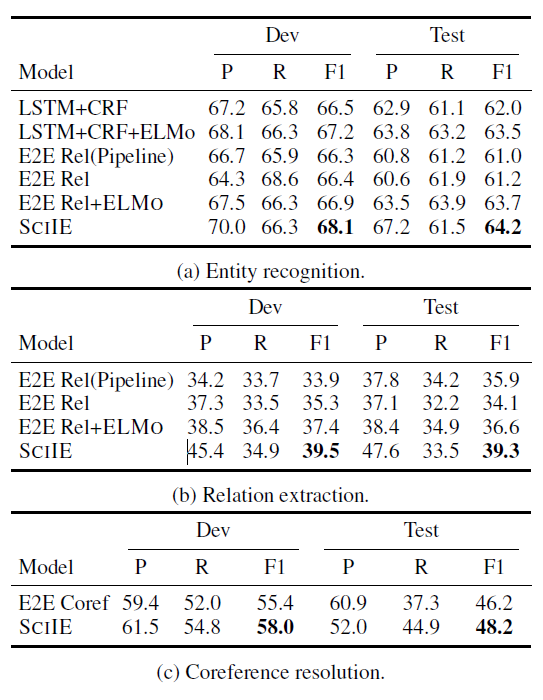 Dev Test
Model P R F1 P R F1
LSTM+CRF 67.2 65.8 66.5 62.9 61.1 62.0
LSTM+CRF+ELMO 68.1 66.3 67.2 63.8 63.2 63.5
E2E Rel(Pipeline) 66.7 65.9 66.3 60.8 61.2 61.0
E2E Rel 64.3 68.6 66.4 60.6 61.9 61.2
E2E Rel+ELMO 67.5 66.3 66.9 63.5 63.9 63.7
SCIIE 70.0 66.3 68.1 67.2 61.5 64.2
(a) Entity recognition.
Dev Test
Model P R F1 P R F1
E2E Rel(Pipeline) 34.2 33.7 33.9 37.8 34.2 35.9
E2E Rel 37.3 33.5 35.3 37.1 32.2 34.1
E2E Rel+ELMO 38.5 36.4 37.4 38.4 34.9 36.6
SCIIE 45.4 34.9 39.5 47.6 33.5 39.3
(b) Relation extraction.
Dev Test
Model P R F1 P R F1
E2E Coref 59.4 52.0 55.4 60.9 37.3 46.2
SCIIE 61.5 54.8 58.0 52.0 44.9 48.2
(c) Coreference resolution.